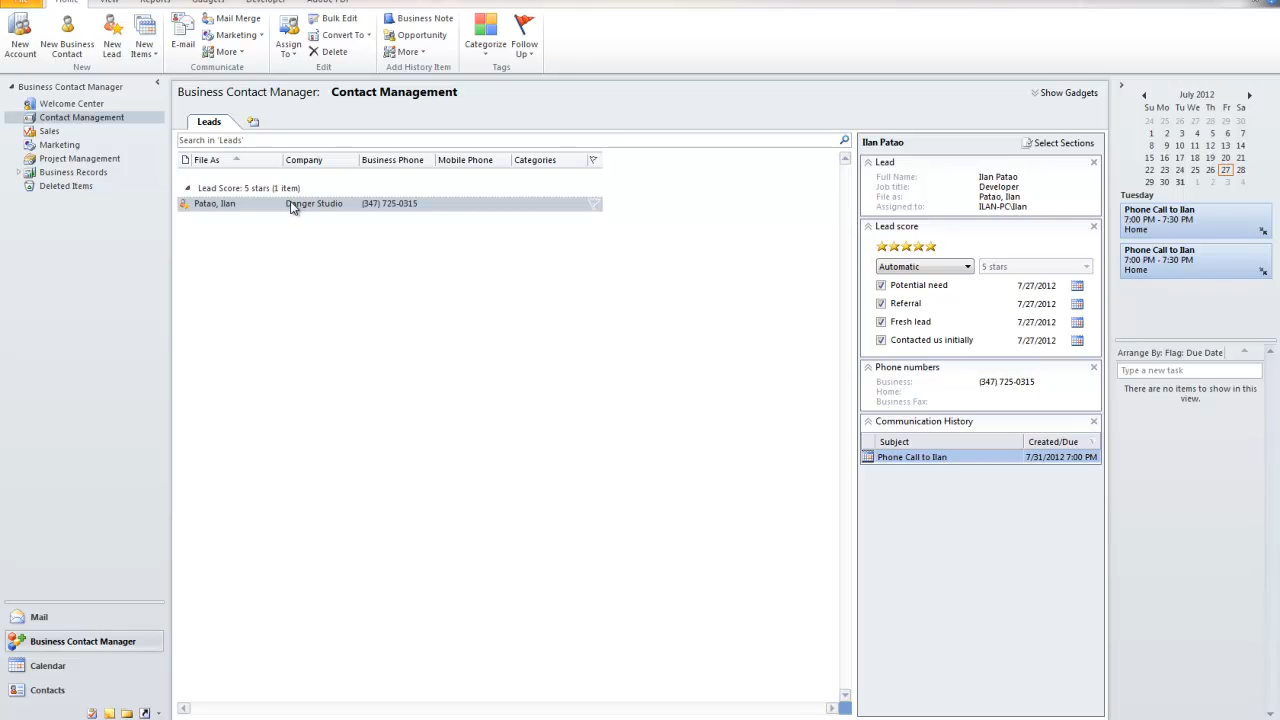 Home View Reports Gadgets Developer Adobe PDF
New Account
New Business Contact
New Lead
New Items
New
E-mail
Mail Merge
Marketing
More
Communicate
Assign To
Bulk Edit
Convert To
Delete
Edit
Business Note
Opportunity
More
Add History Item
Categorize
Follow Up
Tags
Business Contact Manager
Welcome Center
Contact Management
Sales
Marketing
Project Management
Business Records
Deleted Items
Mail
Business Contact Manager
Calendar
Contacts
Business Contact Manager: Contact Management
Show Gadgets
Leads
Search in 'Leads'
File As Company Business Phone Mobile Phone Categories
Lead Score: 5 stars (1 item)
Patao, Ilan Danger Studio (347) 725-0315
Ilan Patao Select Sections
Lead
Full Name: Ilan Patao
Job title: Developer
File as: Patao, Ilan
Assigned to: ILAN-PC\Ilan
Lead score
Automatic 5 stars
Potential need 7/27/2012
Referral 7/27/2012
Fresh lead 7/27/2012
Contacted us initially 7/27/2012
Phone numbers
Business: (347) 725-0315
Home:
Business Fax:
Communication History
Subject Created/Due
Phone Call to Ilan 7/31/2012 7:00 PM
July 2012
Su Mo Tu We Th Fr Sa
24 25 26 27 28 29 30
1 2 3 4 5 6 7
8 9 10 11 12 13 14
15 16 17 18 19 20 21
22 23 24 25 26 27 28
29 30 31 1 2 3 4
Tuesday
Phone Call to Ilan
7:00 PM - 7:30 PM
Home
Phone Call to Ilan
7:00 PM - 7:30 PM
Home
Arrange By: Flag: Due Date
Type a new task
There are no items to show in this
view.